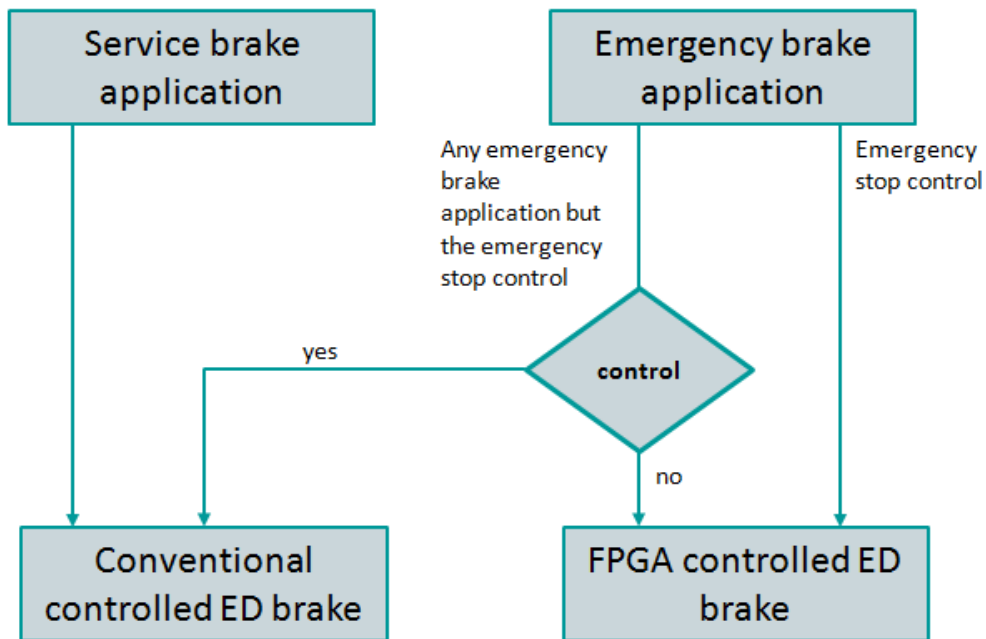 Service brake
application
Emergency brake
application
Any emergency
brake
application but
the emergency
stop control
Emergency
stop control
yes
control
no
Conventional
controlled ED brake
FPGA controlled ED
brake